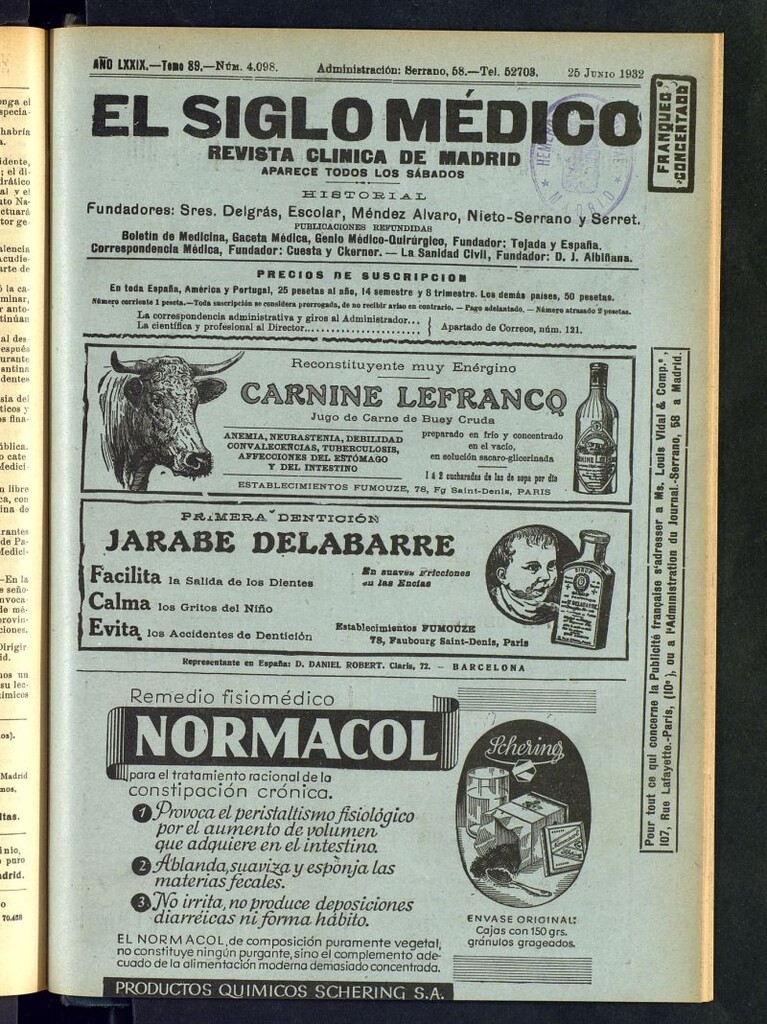 AÑO LXXIX.—Tomo 89.—NÚM. 4.098.
Administración: Serrano, 58.—Tel. 52703.
25 JUNIO 1932
EL SIGLO MÉDICO
REVISTA CLINICA DE MADRID
APARECE TODOS LOS SÁBADOS
FRANQUEO
CONCERTADO
HISTORIAL
Fundadores: Sres. Delgrás, Escolar, Méndez Alvaro, Nieto-Serrano y Serret.
PUBLICACIONES REFUNDIDAS
Boletín de Medicina, Gaceta Médica, Genio Médico-Quirúrgico, Fundador: Tejada y España.
Correspondencia Médica, Fundador: Cuesta y Ckerner. — La Sanidad Civil, Fundador: D. J. Albiñana.
PRECIOS DE SUSCRIPCION
En toda España, América y Portugal, 25 pesetas al año, 14 semestre y 8 trimestre. Los demás países, 50 pesetas.
Número corriente 1 peseta.—Toda suscripción se considera prorrogada, de no recibir aviso en contrario. — Pago adelantado. — Número atrasado 2 pesetas.
La correspondencia administrativa y giros al Administrador...
La científica y profesional al Director........................
Apartado de Correos, núm. 121.
Reconstituyente muy Enérgino
CARNINE LEFRANCQ
Jugo de Carne de Buey Cruda
ANEMIA, NEURASTENIA, DEBILIDAD
CONVALECENCIAS, TUBERCULOSIS,
AFFECCIONES DEL ESTÓMAGO
Y DEL INTESTINO
preparado en frío y concentrado
en el vacío,
en solución sacaro-glicerinada
1 á 2 cucharadas de las de sopa por día
ESTABLECIMIENTOS FUMOUZE, 78, Fg Saint-Denis, PARIS
PRIMERA DENTICIÓN
JARABE DELABARRE
Facilita la Salida de los Dientes
Calma los Gritos del Niño
Evita los Accidentes de Dentición
En suaves Fricciones
en las Encías
Establecimientos FUMOUZE
78, Faubourg Saint-Denis, Paris
Representante en España: D. DANIEL ROBERT. Claris, 72. — BARCELONA
Pour tout ce qui concerne la Publicité française s'adresser a Ms. Louis Vidal & Comp.ª,
107, Rue Lafayette.-Paris, (10e), ou a l'Administration du Journal.-Serrano, 58 a Madrid.
Remedio fisiomédico
NORMACOL
para el tratamiento racional de la
constipación crónica.
1 Provoca el peristaltismo fisiológico
por el aumento de volumen
que adquiere en el intestino.
2 Ablanda, suaviza y esponja las
materias fecales.
3 No irrita, no produce deposiciones
diarréicas ni forma hábito.
EL NORMACOL, de composición puramente vegetal,
no constituye ningún purgante, sino el complemento ade-
cuado de la alimentación moderna demasiado concentrada.
Schering
ENVASE ORIGINAL:
Cajas con 150 grs.
gránulos grageados.
PRODUCTOS QUIMICOS SCHERING S.A.